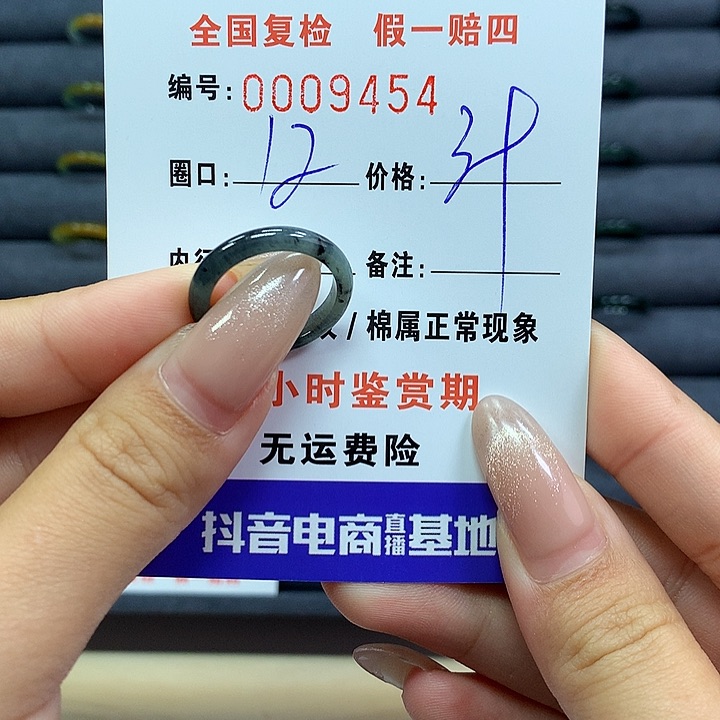 全国复检 假一赔四
编号:0009454
圈口:12 价格:
内 备注:
/棉属正常现象
小时鉴赏期
无运费险
抖音电商直播基地